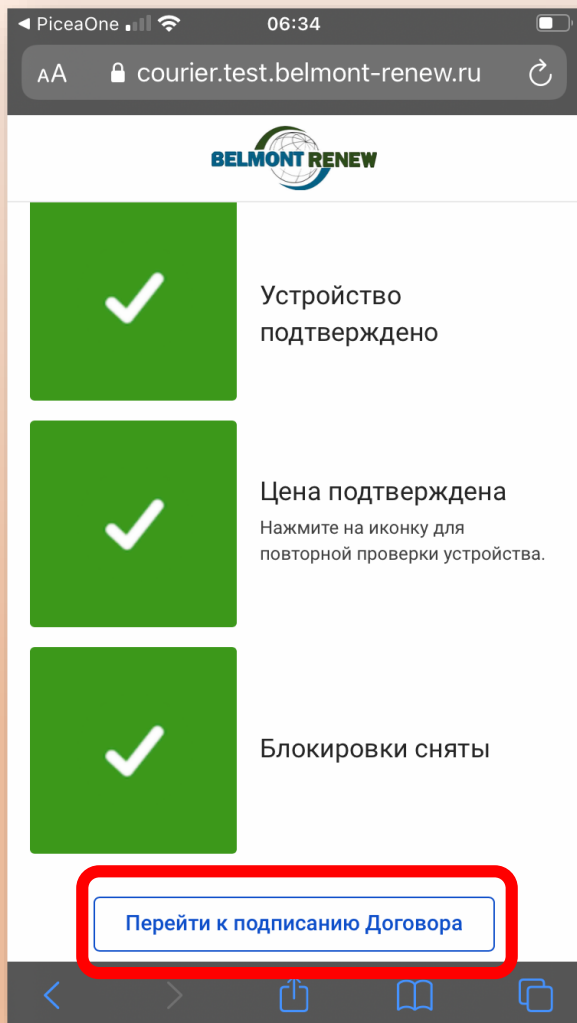 ◀ PiceaOne
06:34
AA
courier.test.belmont-renew.ru
BELMONT RENEW
Устройство
подтверждено
Цена подтверждена
Нажмите на иконку для
повторной проверки устройства.
Блокировки сняты
Перейти к подписанию Договора